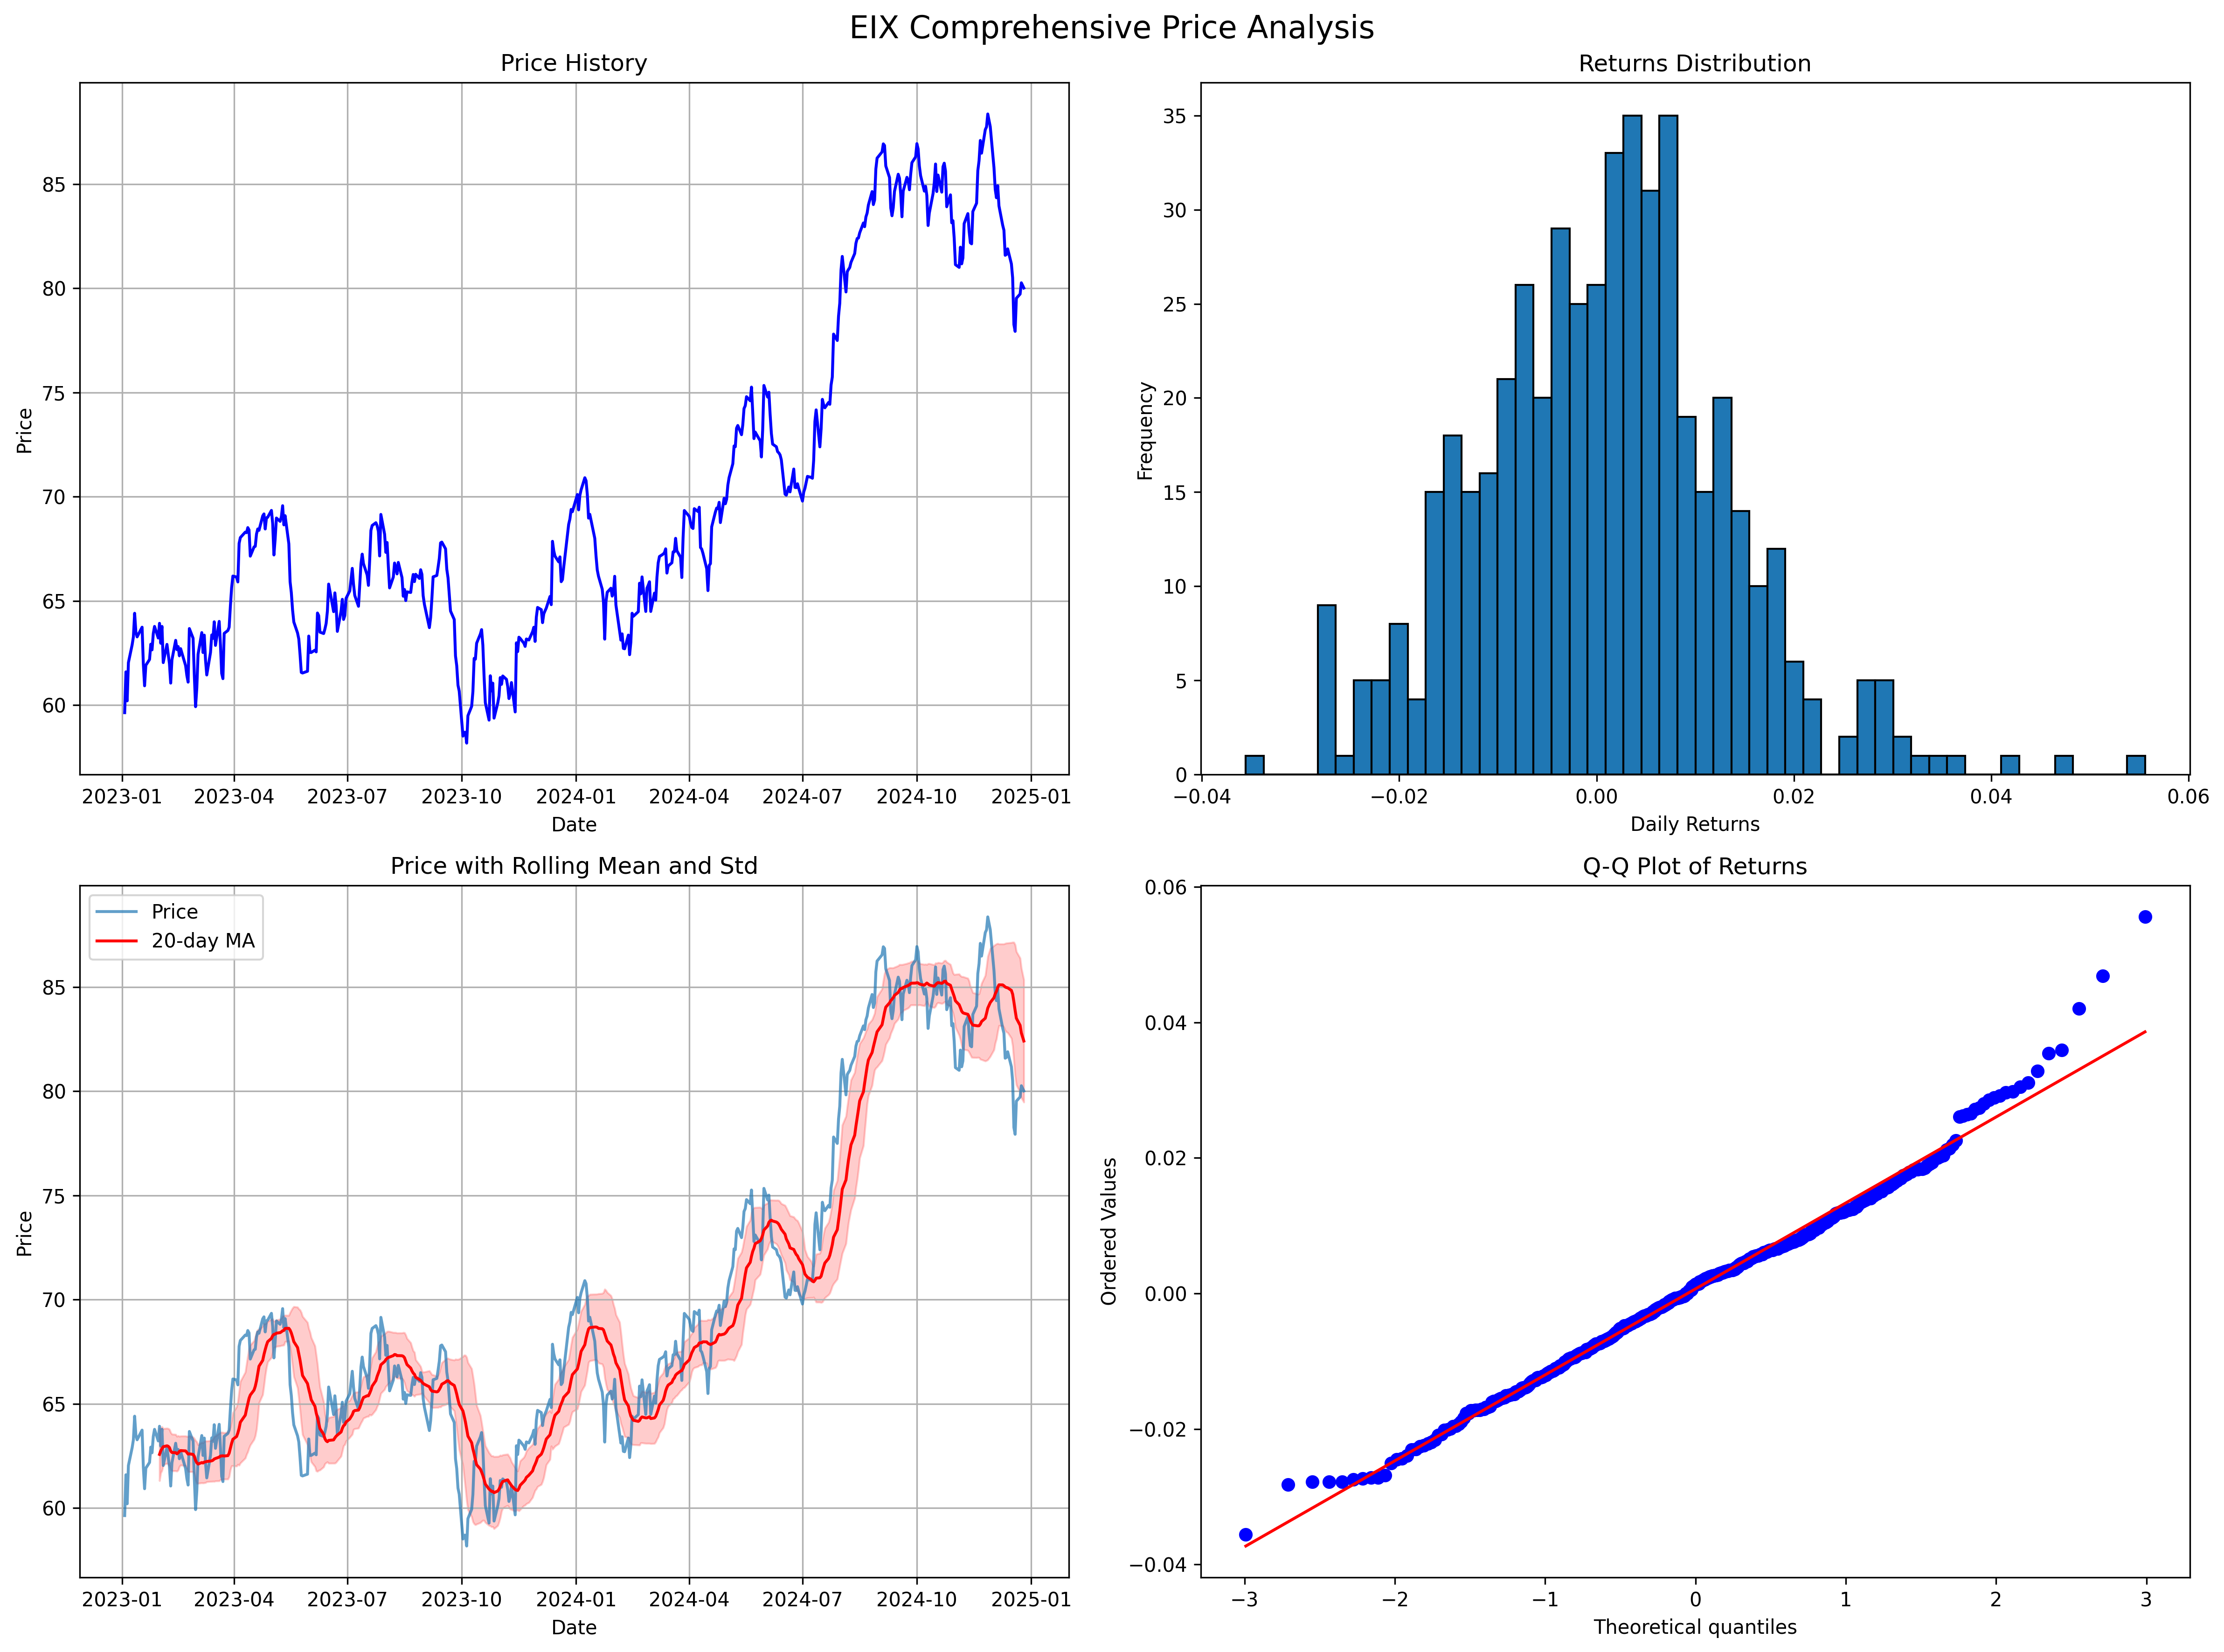 EIX Comprehensive Price Analysis
Price History
85
80
75
70
65
60
Price
2023-01 2023-04 2023-07 2023-10 2024-01 2024-04 2024-07 2024-10 2025-01
Date
Returns Distribution
35
30
25
20
15
10
5
0
Frequency
−0.04 −0.02 0.00 0.02 0.04 0.06
Daily Returns
Price with Rolling Mean and Std
Price
20-day MA
85
80
75
70
65
60
Price
2023-01 2023-04 2023-07 2023-10 2024-01 2024-04 2024-07 2024-10 2025-01
Date
Q-Q Plot of Returns
0.06
0.04
0.02
0.00
−0.02
−0.04
Ordered Values
−3 −2 −1 0 1 2 3
Theoretical quantiles